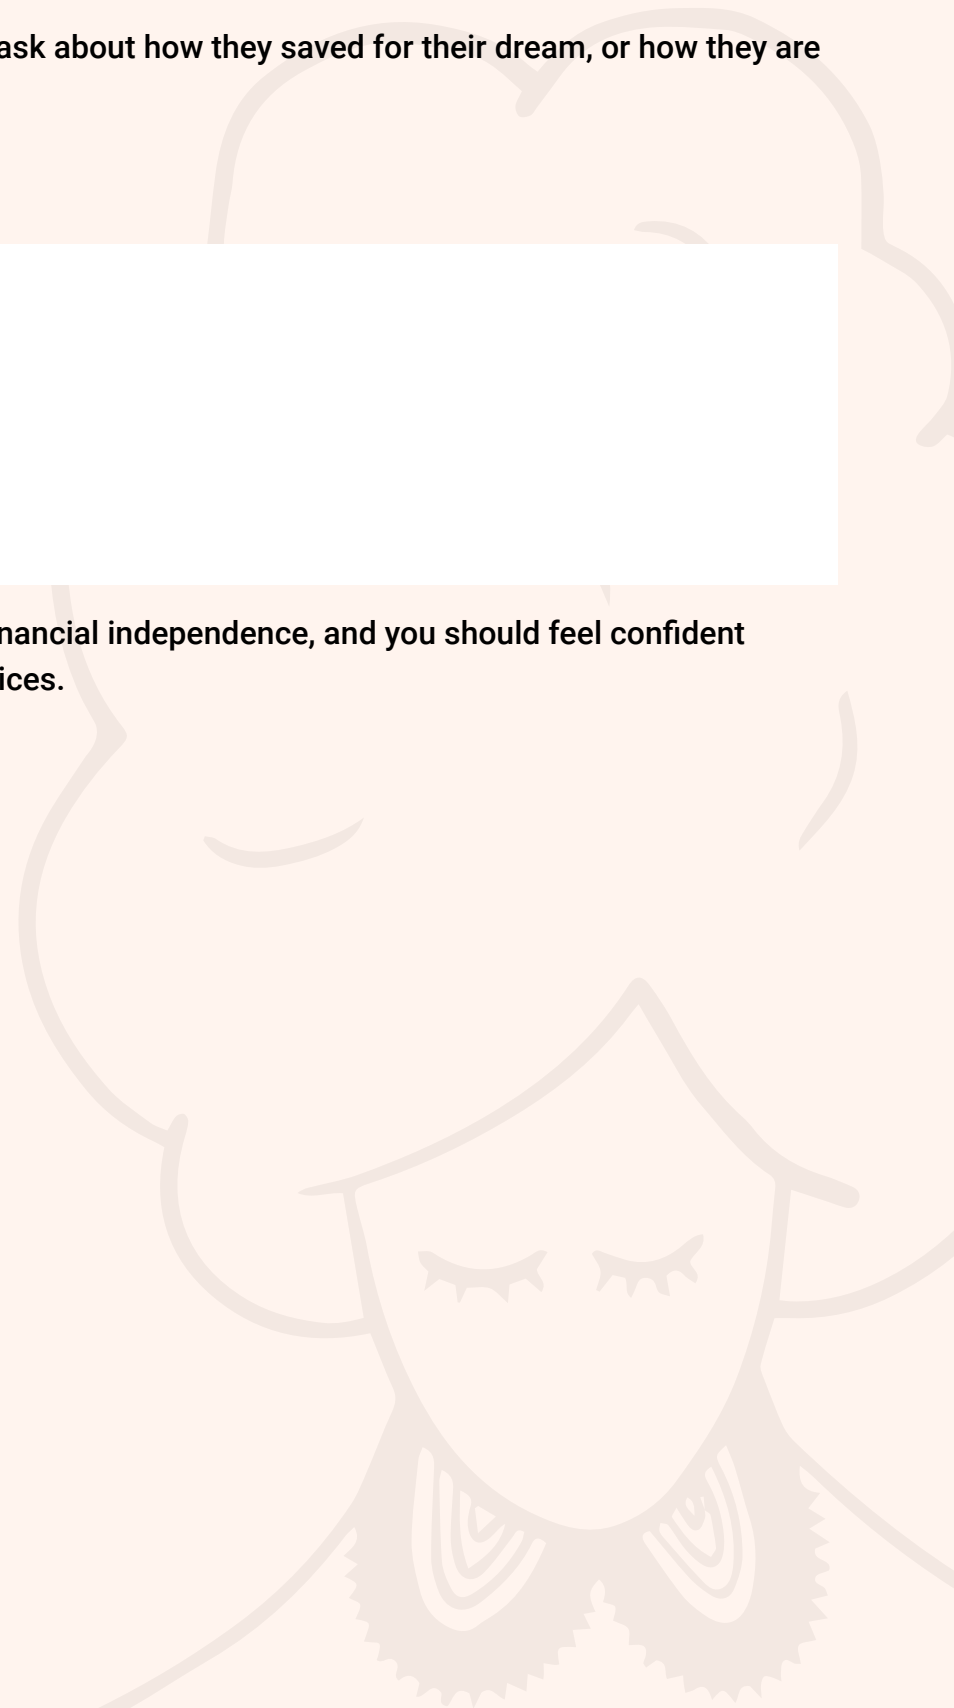 ask about how they saved for their dream, or how they are
nancial independence, and you should feel confident
ices.